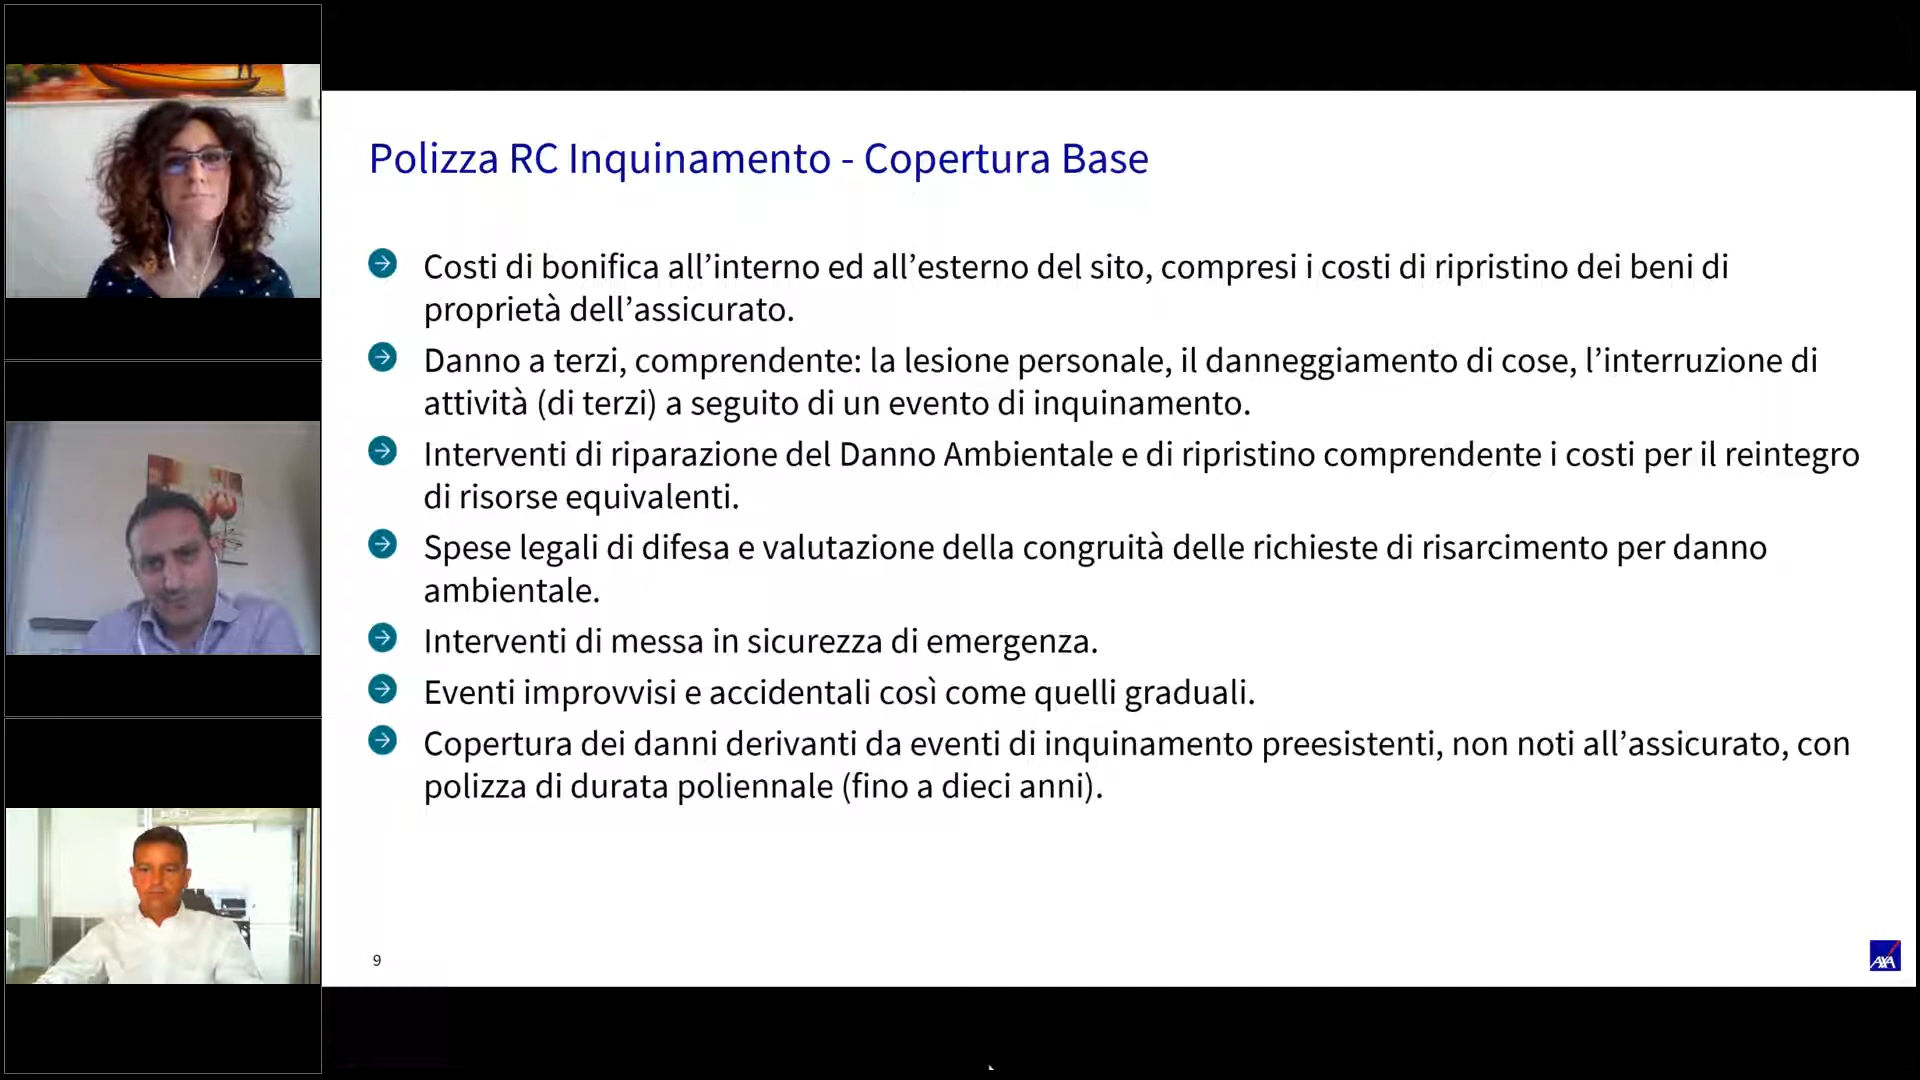 Polizza RC Inquinamento - Copertura Base
Costi di bonifica all’interno ed all’esterno del sito, compresi i costi di ripristino dei beni di
proprietà dell’assicurato.
Danno a terzi, comprendente: la lesione personale, il danneggiamento di cose, l’interruzione di
attività (di terzi) a seguito di un evento di inquinamento.
Interventi di riparazione del Danno Ambientale e di ripristino comprendente i costi per il reintegro
di risorse equivalenti.
Spese legali di difesa e valutazione della congruità delle richieste di risarcimento per danno
ambientale.
Interventi di messa in sicurezza di emergenza.
Eventi improvvisi e accidentali così come quelli graduali.
Copertura dei danni derivanti da eventi di inquinamento preesistenti, non noti all’assicurato, con
polizza di durata poliennale (fino a dieci anni).
9
AXA